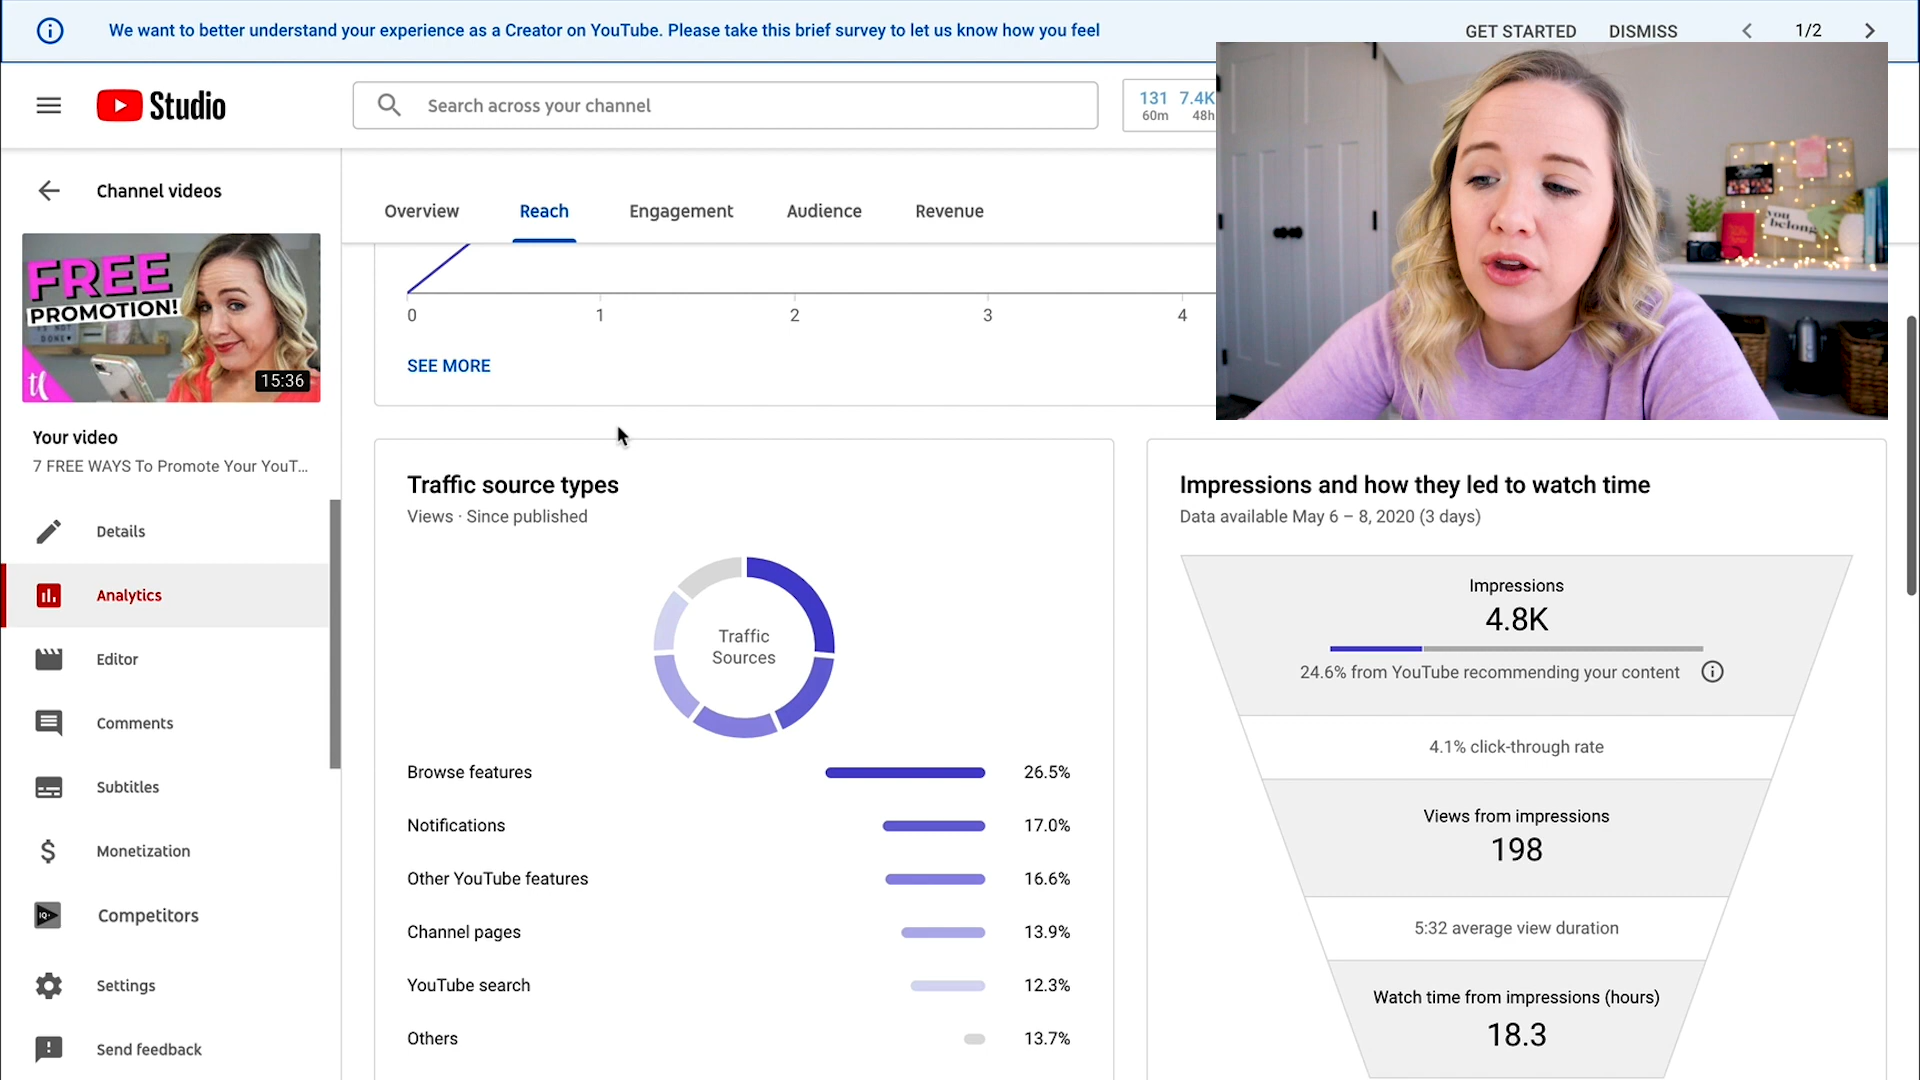 We want to better understand your experience as a Creator on YouTube. Please take this brief survey to let us know how you feel
GET STARTED
DISMISS
1/2
Studio
Search across your channel
131 7.4K
60m 48h
Channel videos
Overview
Reach
Engagement
Audience
Revenue
FREE
PROMOTION!
15:36
tl
you
belong
0 1 2 3 4
SEE MORE
Your video
7 FREE WAYS To Promote Your YouT...
Details
Analytics
Editor
Comments
Subtitles
Monetization
IQ
Competitors
Settings
Send feedback
Traffic source types
Views · Since published
Traffic
Sources
Browse features 26.5%
Notifications 17.0%
Other YouTube features 16.6%
Channel pages 13.9%
YouTube search 12.3%
Others 13.7%
Impressions and how they led to watch time
Data available May 6 – 8, 2020 (3 days)
Impressions
4.8K
24.6% from YouTube recommending your content
4.1% click-through rate
Views from impressions
198
5:32 average view duration
Watch time from impressions (hours)
18.3